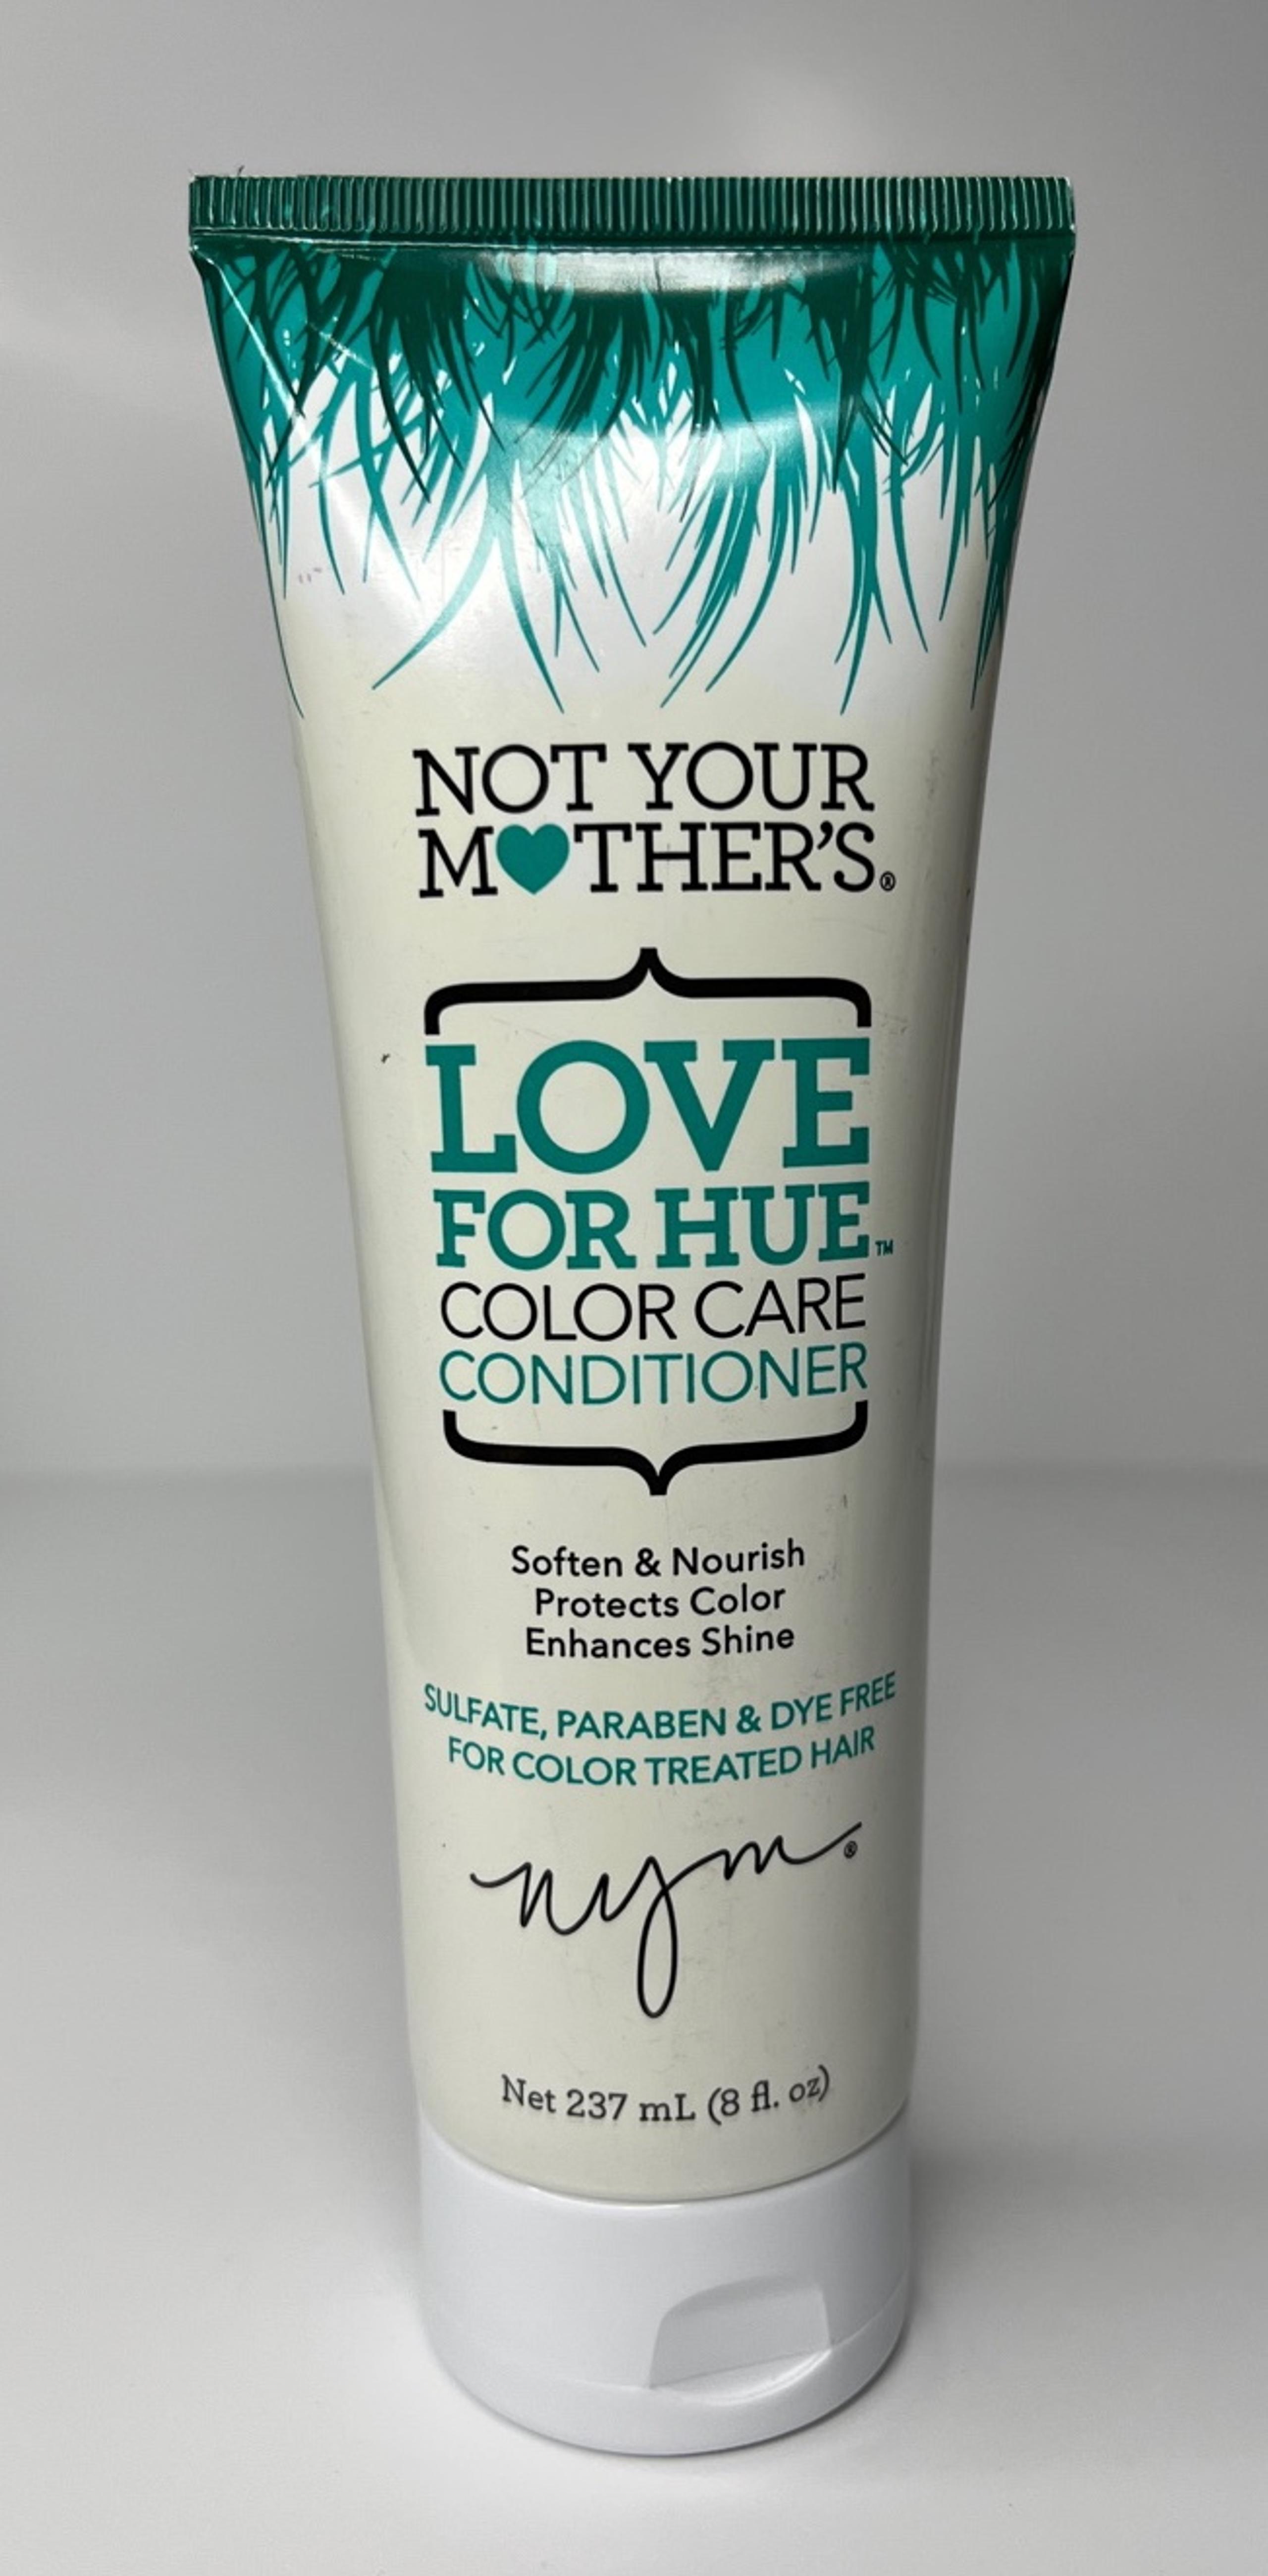 NOT YOUR
MOTHER'S®
LOVE
FOR HUE™
COLOR CARE
CONDITIONER
Soften & Nourish
Protects Color
Enhances Shine
SULFATE, PARABEN & DYE FREE
FOR COLOR TREATED HAIR
nym®
Net 237 mL (8 fl. oz)